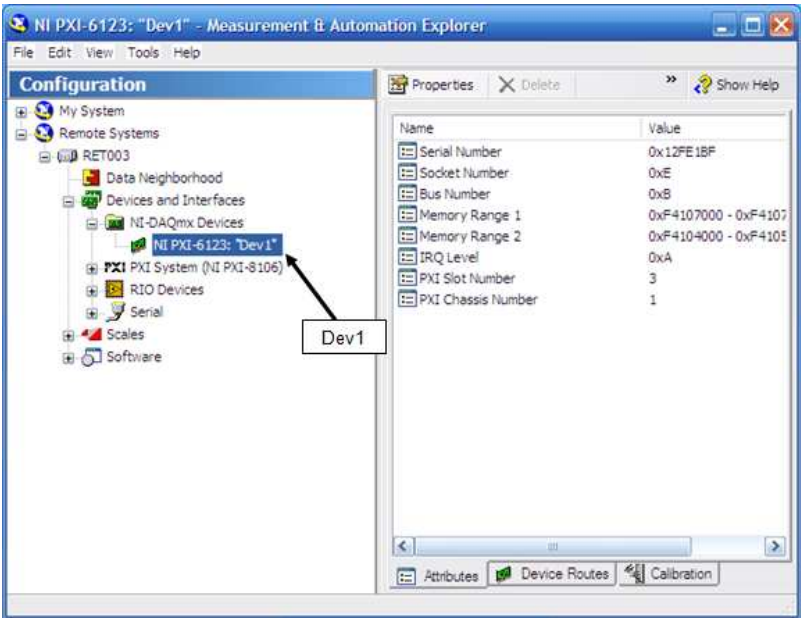 NI PXI-6123: "Dev1" - Measurement & Automation Explorer
File Edit View Tools Help
Configuration
My System
Remote Systems
RET003
Data Neighborhood
Devices and Interfaces
NI-DAQmx Devices
NI PXI-6123: "Dev1"
PXI PXI System (NI PXI-8106)
RIO Devices
Serial
Scales
Software
Dev1
Properties Delete » Show Help
Name Value
Serial Number 0x12FE1BF
Socket Number 0xE
Bus Number 0xB
Memory Range 1 0xF4107000 - 0xF4107
Memory Range 2 0xF4104000 - 0xF4105
IRQ Level 0xA
PXI Slot Number 3
PXI Chassis Number 1
Attributes Device Routes Calibration